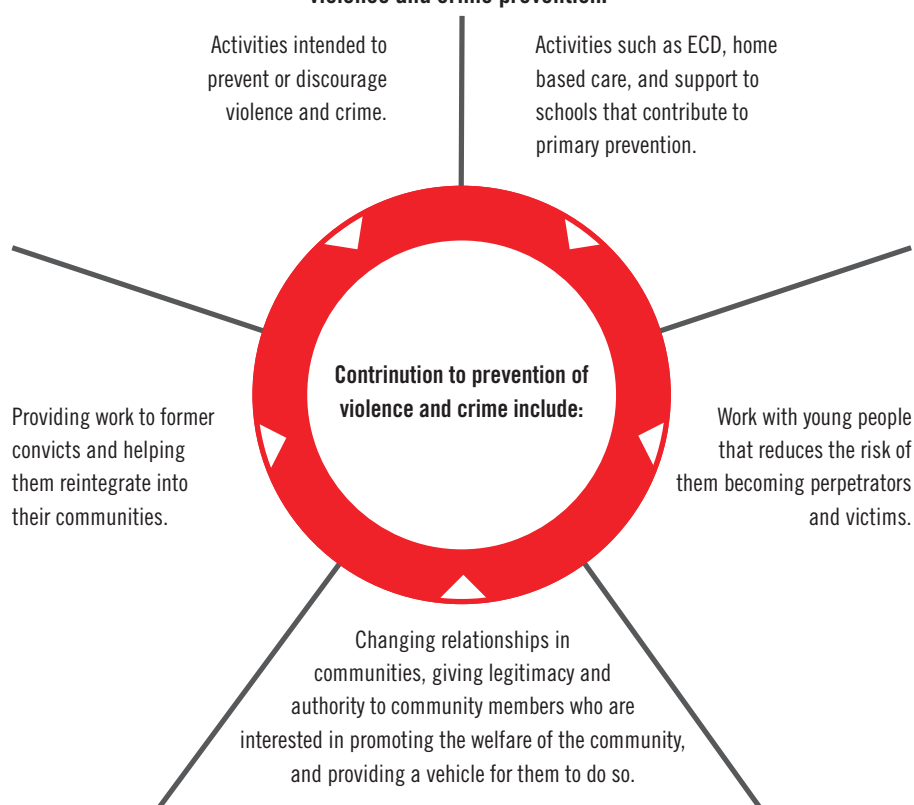 violence and crime prevention.
Activities intended to
prevent or discourage
violence and crime.
Activities such as ECD, home
based care, and support to
schools that contribute to
primary prevention.
Contrinution to prevention of
violence and crime include:
Providing work to former
convicts and helping
them reintegrate into
their communities.
Work with young people
that reduces the risk of
them becoming perpetrators
and victims.
Changing relationships in
communities, giving legitimacy and
authority to community members who are
interested in promoting the welfare of the community,
and providing a vehicle for them to do so.